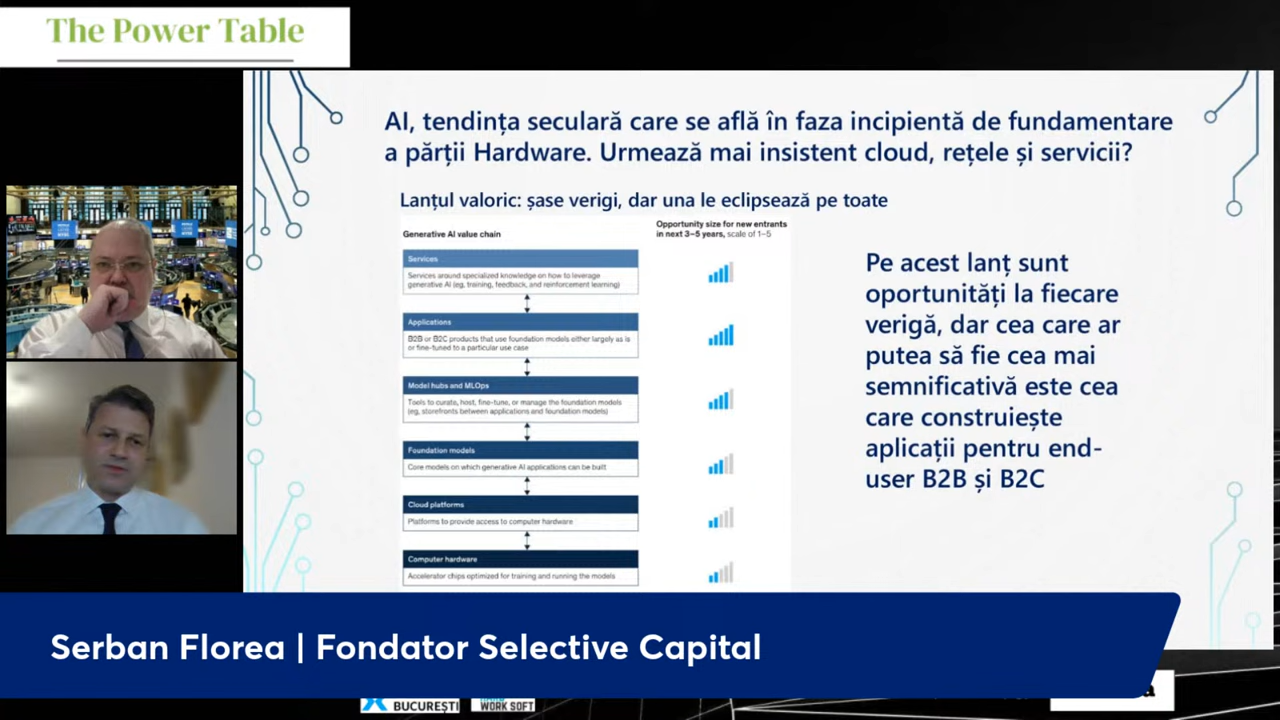 The Power Table
AI, tendința seculară care se află în faza incipientă de fundamentare
a părții Hardware. Urmează mai insistent cloud, rețele și servicii?
Lanțul valoric: șase verigi, dar una le eclipsează pe toate
Generative AI value chain
Opportunity size for new entrants
in next 3–5 years, scale of 1–5
Services
Services around specialized knowledge on how to leverage
generative AI (eg, training, feedback, and reinforcement learning)
Applications
B2B or B2C products that use foundation models either largely as is
or fine-tuned to a particular use case
Model hubs and MLOps
Tools to curate, host, fine-tune, or manage the foundation models
(eg, storefronts between applications and foundation models)
Foundation models
Core models on which generative AI applications can be built
Cloud platforms
Platforms to provide access to computer hardware
Computer hardware
Accelerator chips optimized for training and running the models
Pe acest lanț sunt
oportunități la fiecare
verigă, dar cea care ar
putea să fie cea mai
semnificativă este cea
care construiește
aplicații pentru end-
user B2B și B2C
Serban Florea | Fondator Selective Capital
BUCUREȘTI
WORK SOFT